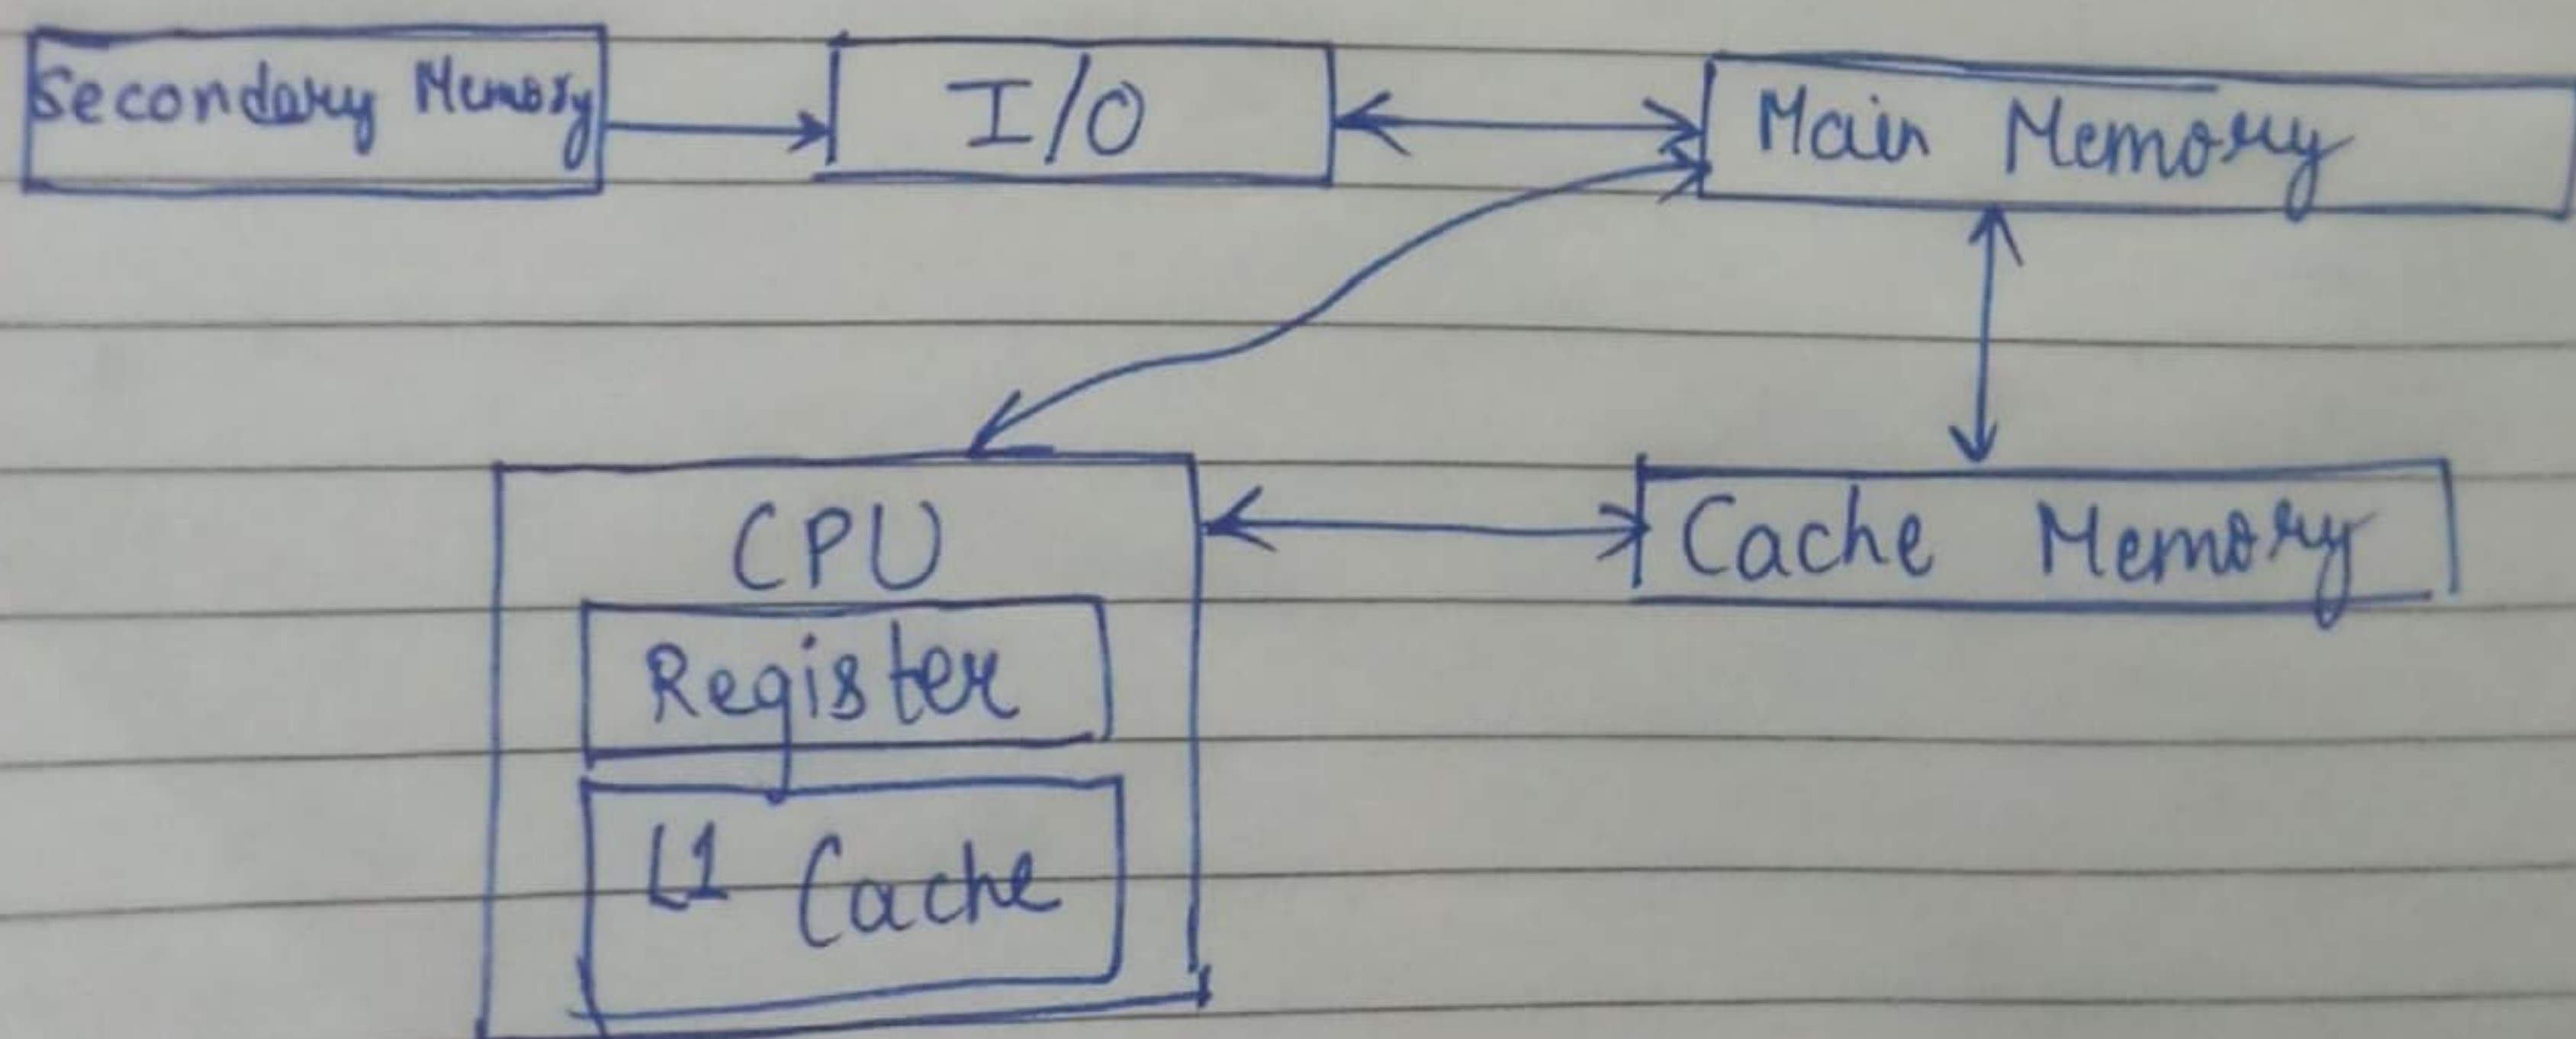 Secondary Memory
I/O
Main Memory
CPU
Cache Memory
Register
L1 Cache